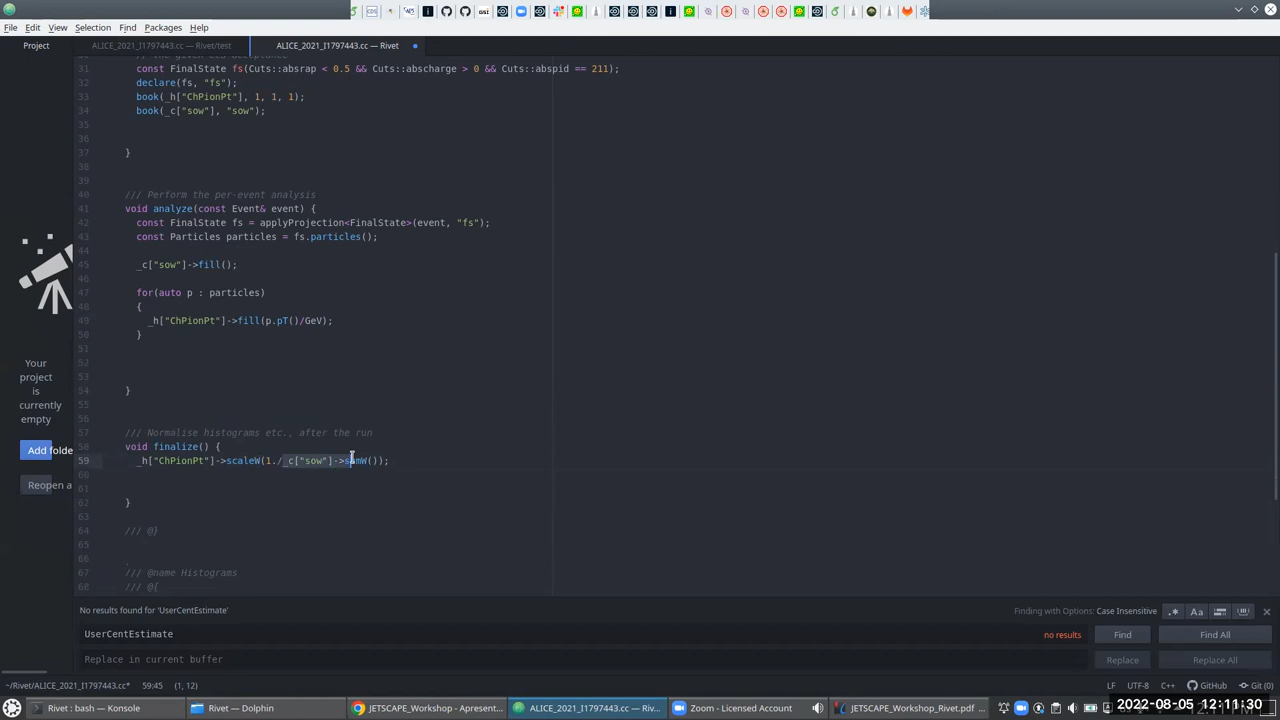 File Edit View Selection Find Packages Help
Project
ALICE_2021_I1797443.cc — Rivet/test
ALICE_2021_I1797443.cc — Rivet
31 const FinalState fs(Cuts::absrap < 0.5 && Cuts::abscharge > 0 && Cuts::abspid == 211);
32 declare(fs, "fs");
33 book(_h["ChPionPt"], 1, 1, 1);
34 book(_c["sow"], "sow");
35
36
37 }
38
39
40 /// Perform the per-event analysis
41 void analyze(const Event& event) {
42 const FinalState fs = applyProjection<FinalState>(event, "fs");
43 const Particles particles = fs.particles();
44
45 _c["sow"]->fill();
46
47 for(auto p : particles)
48 {
49 _h["ChPionPt"]->fill(p.pT()/GeV);
50 }
51
52
53
54 }
55
56
57 /// Normalise histograms etc., after the run
58 void finalize() {
59 _h["ChPionPt"]->scaleW(1./_c["sow"]->sumW());
60
61
62 }
64 /// @}
65
66
67 /// @name Histograms
68 /// @{
Your
project
is
currently
empty
Add folde
Reopen a
No results found for 'UserCentEstimate'
Finding with Options: Case Insensitive
.* Aa
UserCentEstimate
no results
Find
Find All
Replace in current buffer
Replace
Replace All
~/Rivet/ALICE_2021_I1797443.cc* 59:45 (1, 12)
LF UTF-8 C++ GitHub Git (0)
Rivet : bash — Konsole
Rivet — Dolphin
JETSCAPE_Workshop - Apresent...
ALICE_2021_I1797443.cc — Riv...
Zoom - Licensed Account
JETSCAPE_Workshop_Rivet.pdf ...
2022-08-05 12:11:30